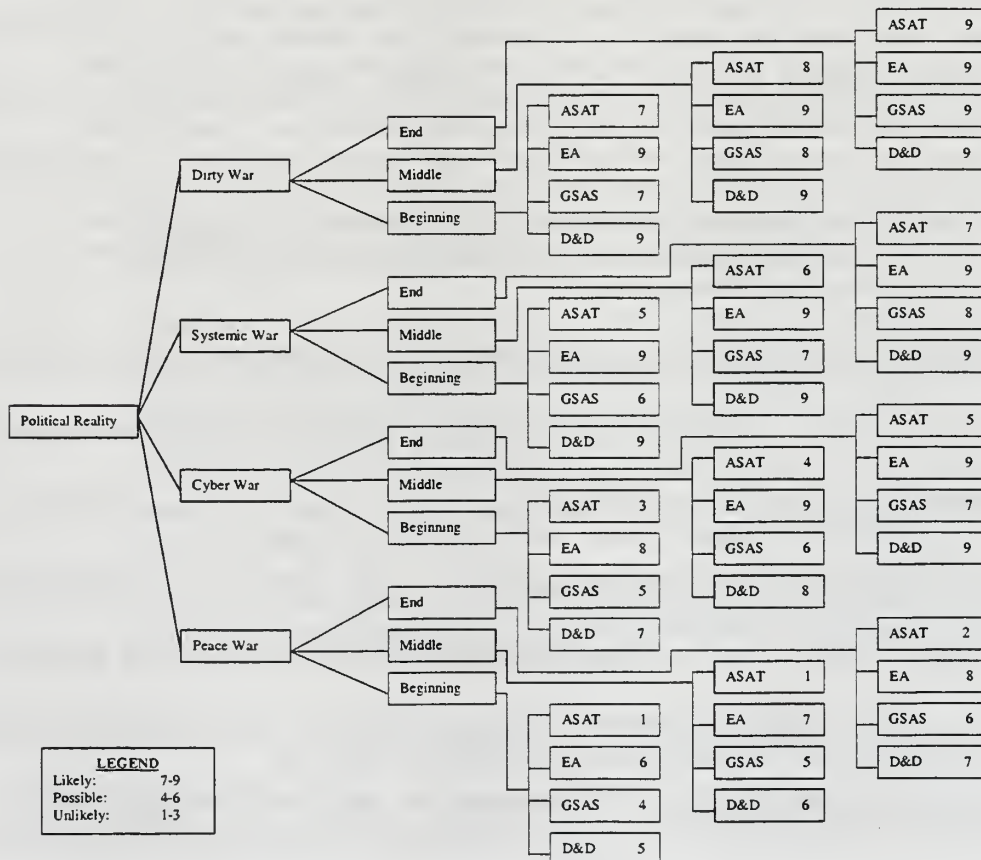 Political Reality
Dirty War
End
Middle
Beginning
ASAT 7
EA 9
GSAS 7
D&D 9
ASAT 8
EA 9
GSAS 8
D&D 9
ASAT 9
EA 9
GSAS 9
D&D 9
Systemic War
End
Middle
Beginning
ASAT 5
EA 9
GSAS 6
D&D 9
ASAT 6
EA 9
GSAS 7
D&D 9
ASAT 7
EA 9
GSAS 8
D&D 9
Cyber War
End
Middle
Beginning
ASAT 3
EA 8
GSAS 5
D&D 7
ASAT 4
EA 9
GSAS 6
D&D 8
ASAT 5
EA 9
GSAS 7
D&D 9
Peace War
End
Middle
Beginning
ASAT 1
EA 6
GSAS 4
D&D 5
ASAT 1
EA 7
GSAS 5
D&D 6
ASAT 2
EA 8
GSAS 6
D&D 7
LEGEND
Likely: 7-9
Possible: 4-6
Unlikely: 1-3